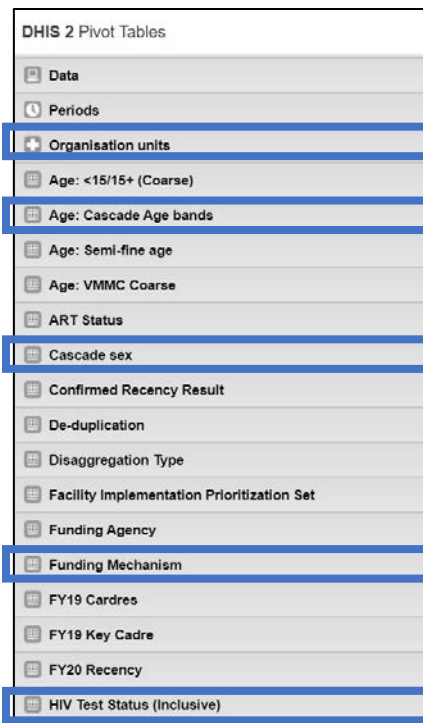 DHIS 2 Pivot Tables
Data
Periods
Organisation units
Age: <15/15+ (Coarse)
Age: Cascade Age bands
Age: Semi-fine age
Age: VMMC Coarse
ART Status
Cascade sex
Confirmed Recency Result
De-duplication
Disaggregation Type
Facility Implementation Prioritization Set
Funding Agency
Funding Mechanism
FY19 Cardres
FY19 Key Cadre
FY20 Recency
HIV Test Status (Inclusive)